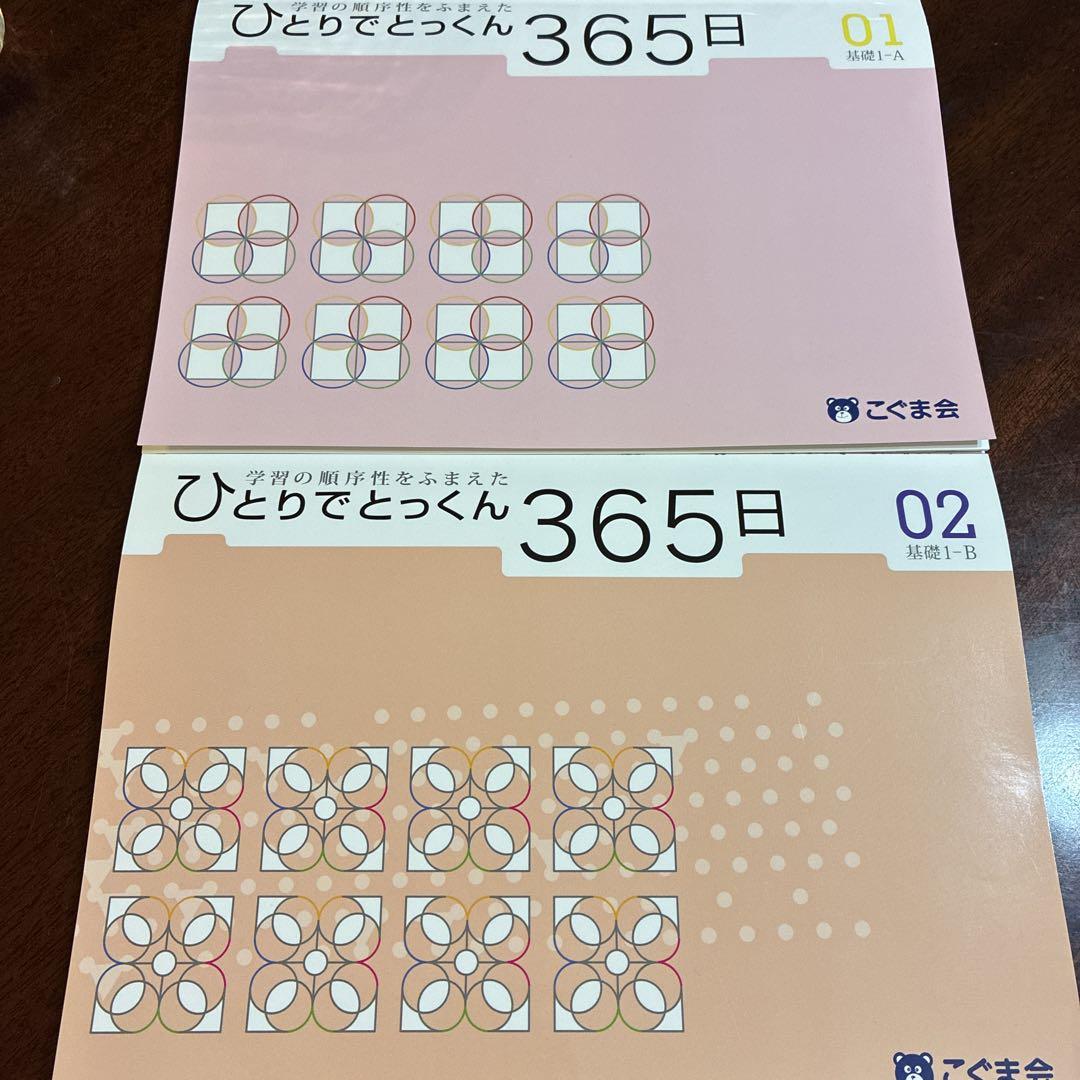 学習の順序性をふまえた
ひとりでとっくん365日
01
基礎1-A
こぐま会
学習の順序性をふまえた
ひとりでとっくん365日
02
基礎1-B
こぐま会